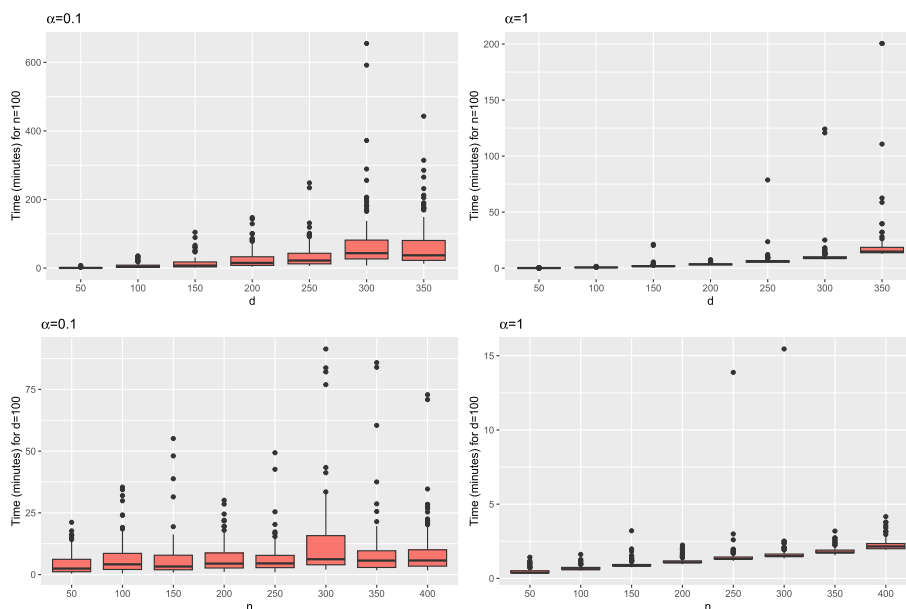 α=0.1
Time (minutes) for n=100
600
400
200
0
50 100 150 200 250 300 350
d
α=1
Time (minutes) for n=100
200
150
100
50
0
50 100 150 200 250 300 350
d
α=0.1
Time (minutes) for d=100
75
50
25
0
50 100 150 200 250 300 350 400
n
α=1
Time (minutes) for d=100
15
10
5
0
50 100 150 200 250 300 350 400
n